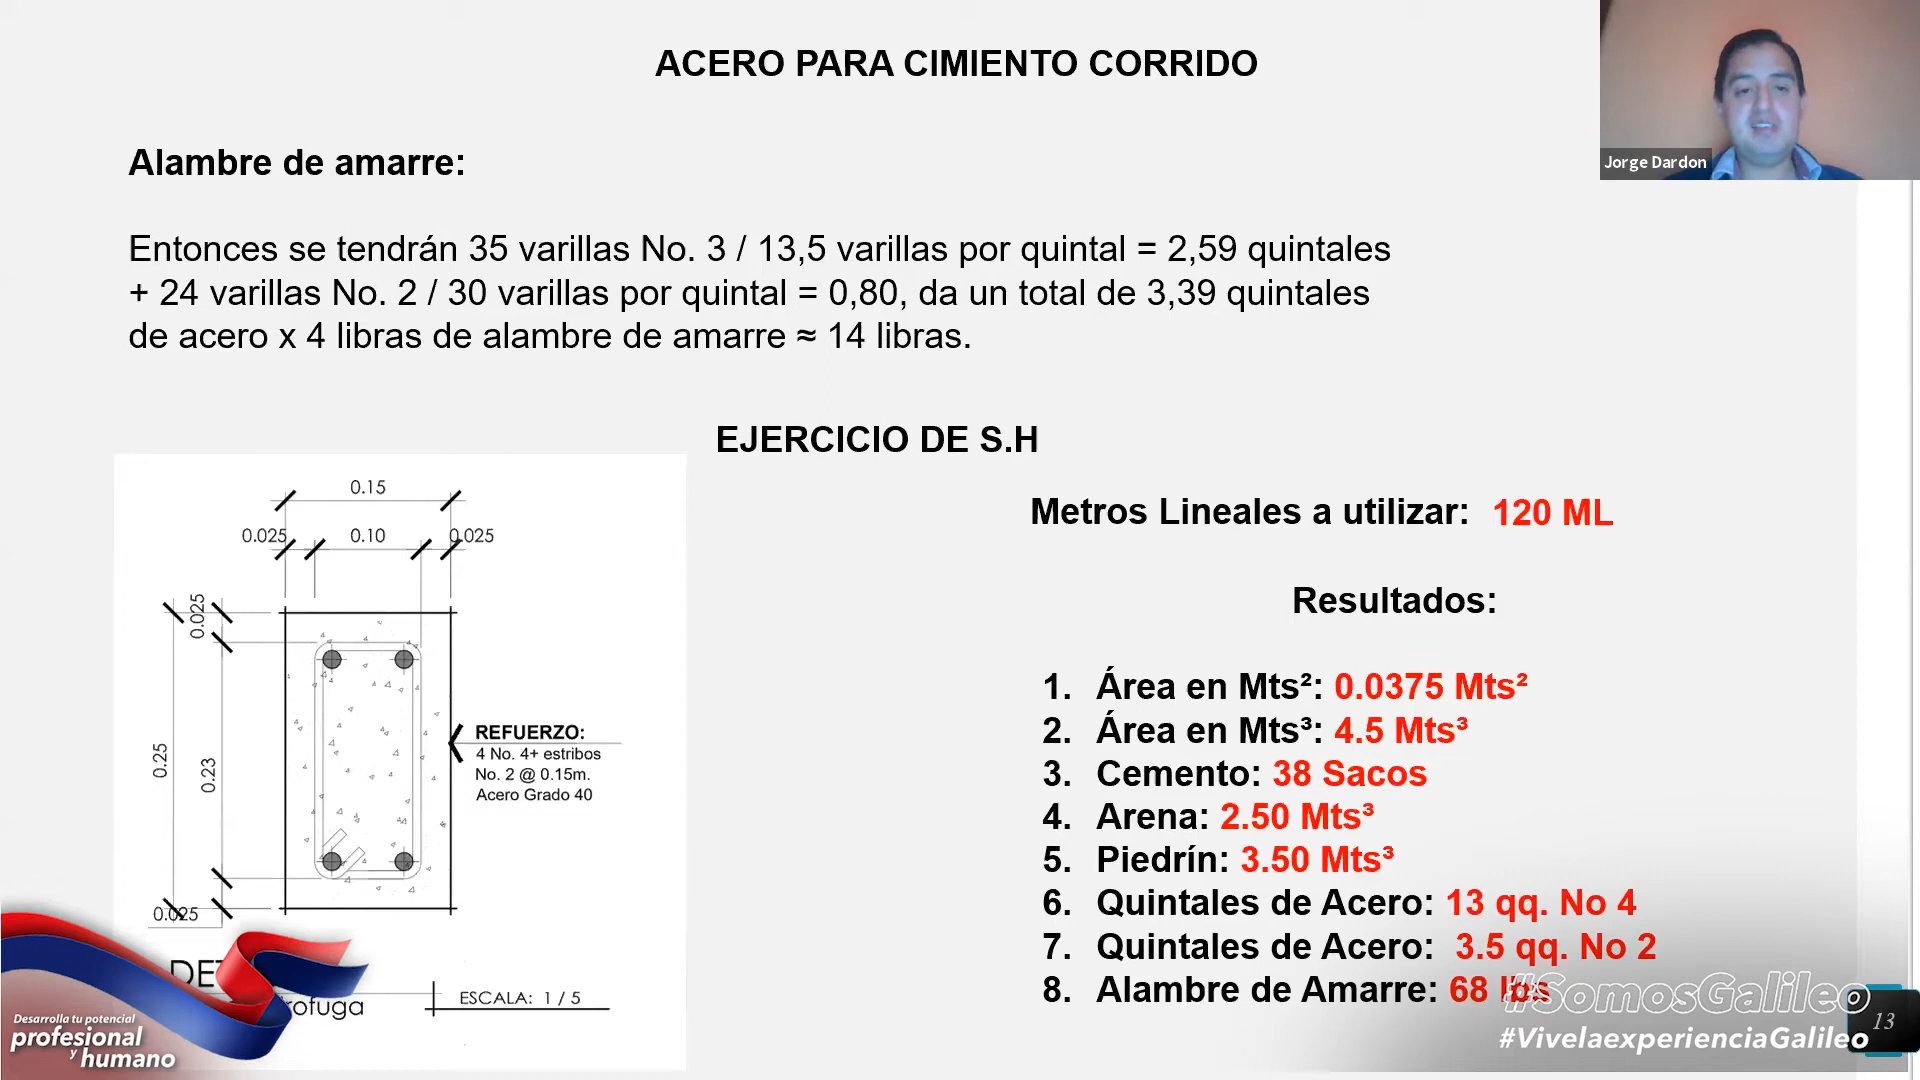 ACERO PARA CIMIENTO CORRIDO
Jorge Dardon
Alambre de amarre:
Entonces se tendrán 35 varillas No. 3 / 13,5 varillas por quintal = 2,59 quintales
+ 24 varillas No. 2 / 30 varillas por quintal = 0,80, da un total de 3,39 quintales
de acero x 4 libras de alambre de amarre ≈ 14 libras.
EJERCICIO DE S.H
0.15
0.025
0.10
0.025
0.025
0.25
0.23
0.025
REFUERZO:
4 No. 4+ estribos
No. 2 @ 0.15m.
Acero Grado 40
ESCALA: 1 / 5
Metros Lineales a utilizar: 120 ML
Resultados:
1. Área en Mts²: 0.0375 Mts²
2. Área en Mts³: 4.5 Mts³
3. Cemento: 38 Sacos
4. Arena: 2.50 Mts³
5. Piedrín: 3.50 Mts³
6. Quintales de Acero: 13 qq. No 4
7. Quintales de Acero: 3.5 qq. No 2
8. Alambre de Amarre: 68 lbs
Desarrolla tu potencial
profesional
y humano
#SomosGalileo
#VivelaexperienciaGalileo
13